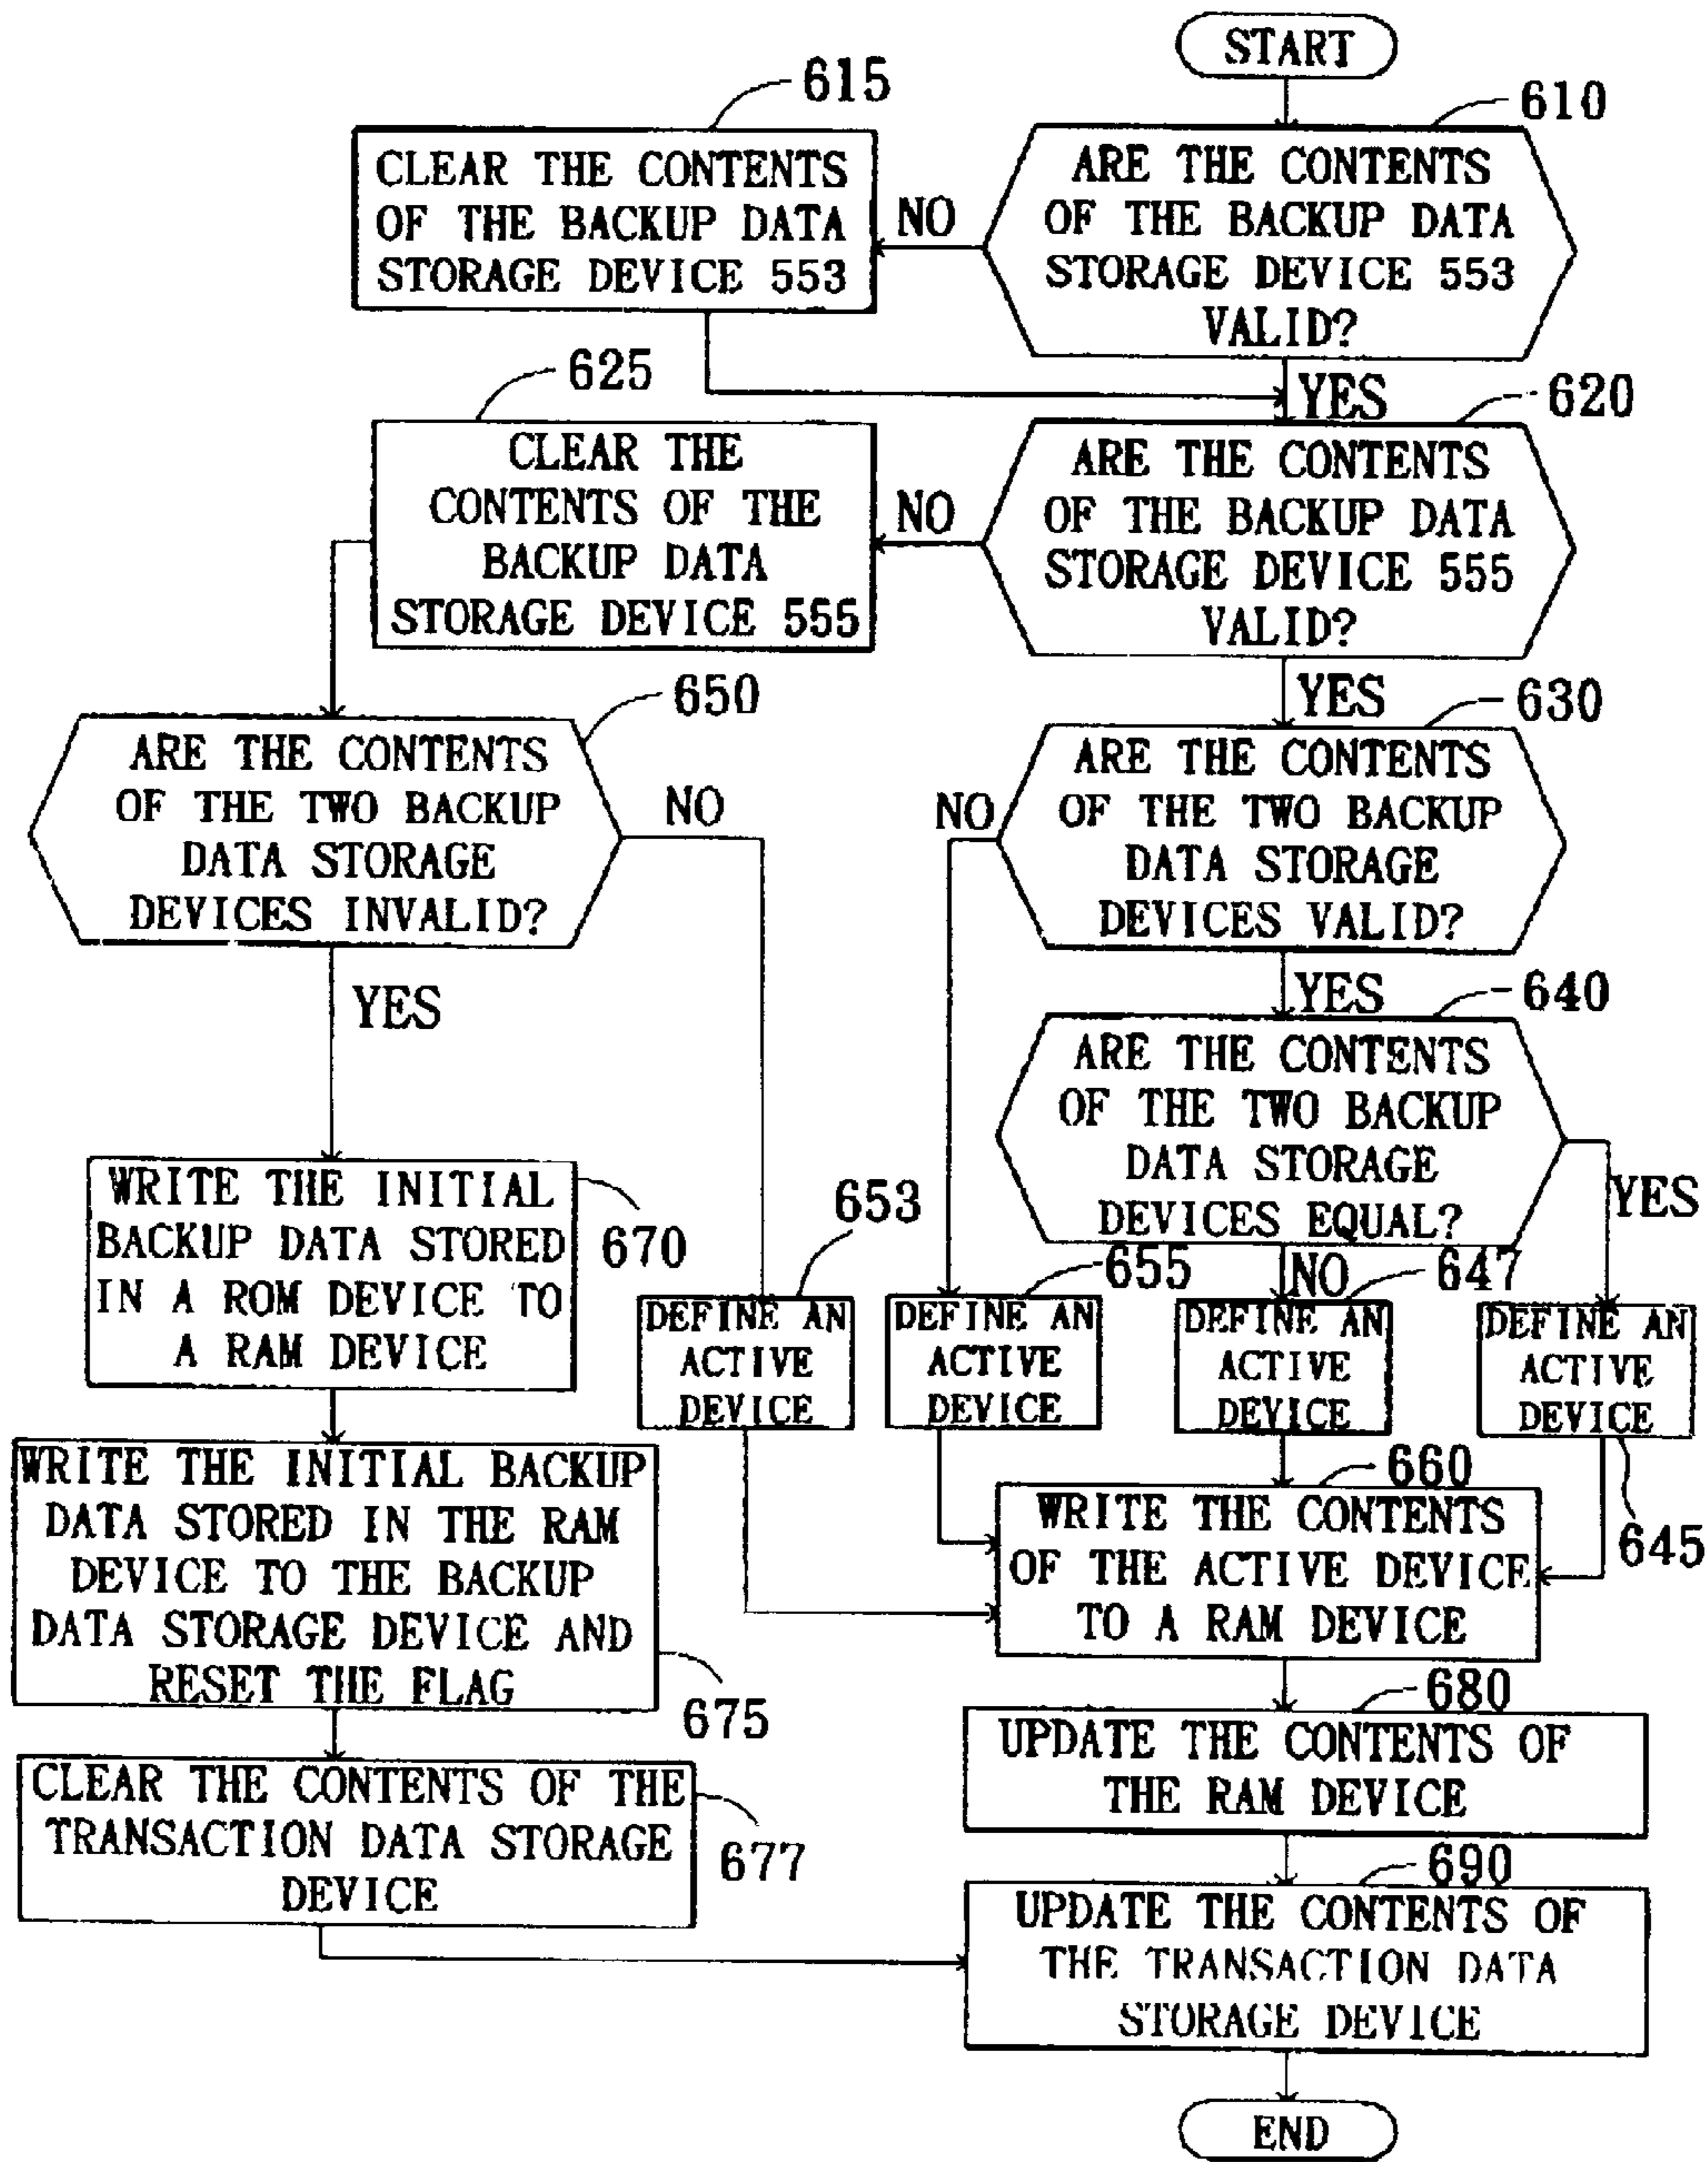 START
610
ARE THE CONTENTS
OF THE BACKUP DATA
STORAGE DEVICE 553
VALID?
NO
615
CLEAR THE CONTENTS
OF THE BACKUP DATA
STORAGE DEVICE 553
YES
620
ARE THE CONTENTS
OF THE BACKUP DATA
STORAGE DEVICE 555
VALID?
NO
625
CLEAR THE
CONTENTS OF THE
BACKUP DATA
STORAGE DEVICE 555
YES
630
ARE THE CONTENTS
OF THE TWO BACKUP
DATA STORAGE
DEVICES VALID?
NO
650
ARE THE CONTENTS
OF THE TWO BACKUP
DATA STORAGE
DEVICES INVALID?
NO
YES
YES
640
ARE THE CONTENTS
OF THE TWO BACKUP
DATA STORAGE
DEVICES EQUAL?
YES
NO
670
WRITE THE INITIAL
BACKUP DATA STORED
IN A ROM DEVICE TO
A RAM DEVICE
653
DEFINE AN
ACTIVE
DEVICE
655
DEFINE AN
ACTIVE
DEVICE
647
DEFINE AN
ACTIVE
DEVICE
DEFINE AN
ACTIVE
DEVICE
645
WRITE THE INITIAL BACKUP
DATA STORED IN THE RAM
DEVICE TO THE BACKUP
DATA STORAGE DEVICE AND
RESET THE FLAG
675
660
WRITE THE CONTENTS
OF THE ACTIVE DEVICE
TO A RAM DEVICE
680
UPDATE THE CONTENTS OF
THE RAM DEVICE
CLEAR THE CONTENTS OF THE
TRANSACTION DATA STORAGE
DEVICE
677
690
UPDATE THE CONTENTS OF
THE TRANSACTION DATA
STORAGE DEVICE
END